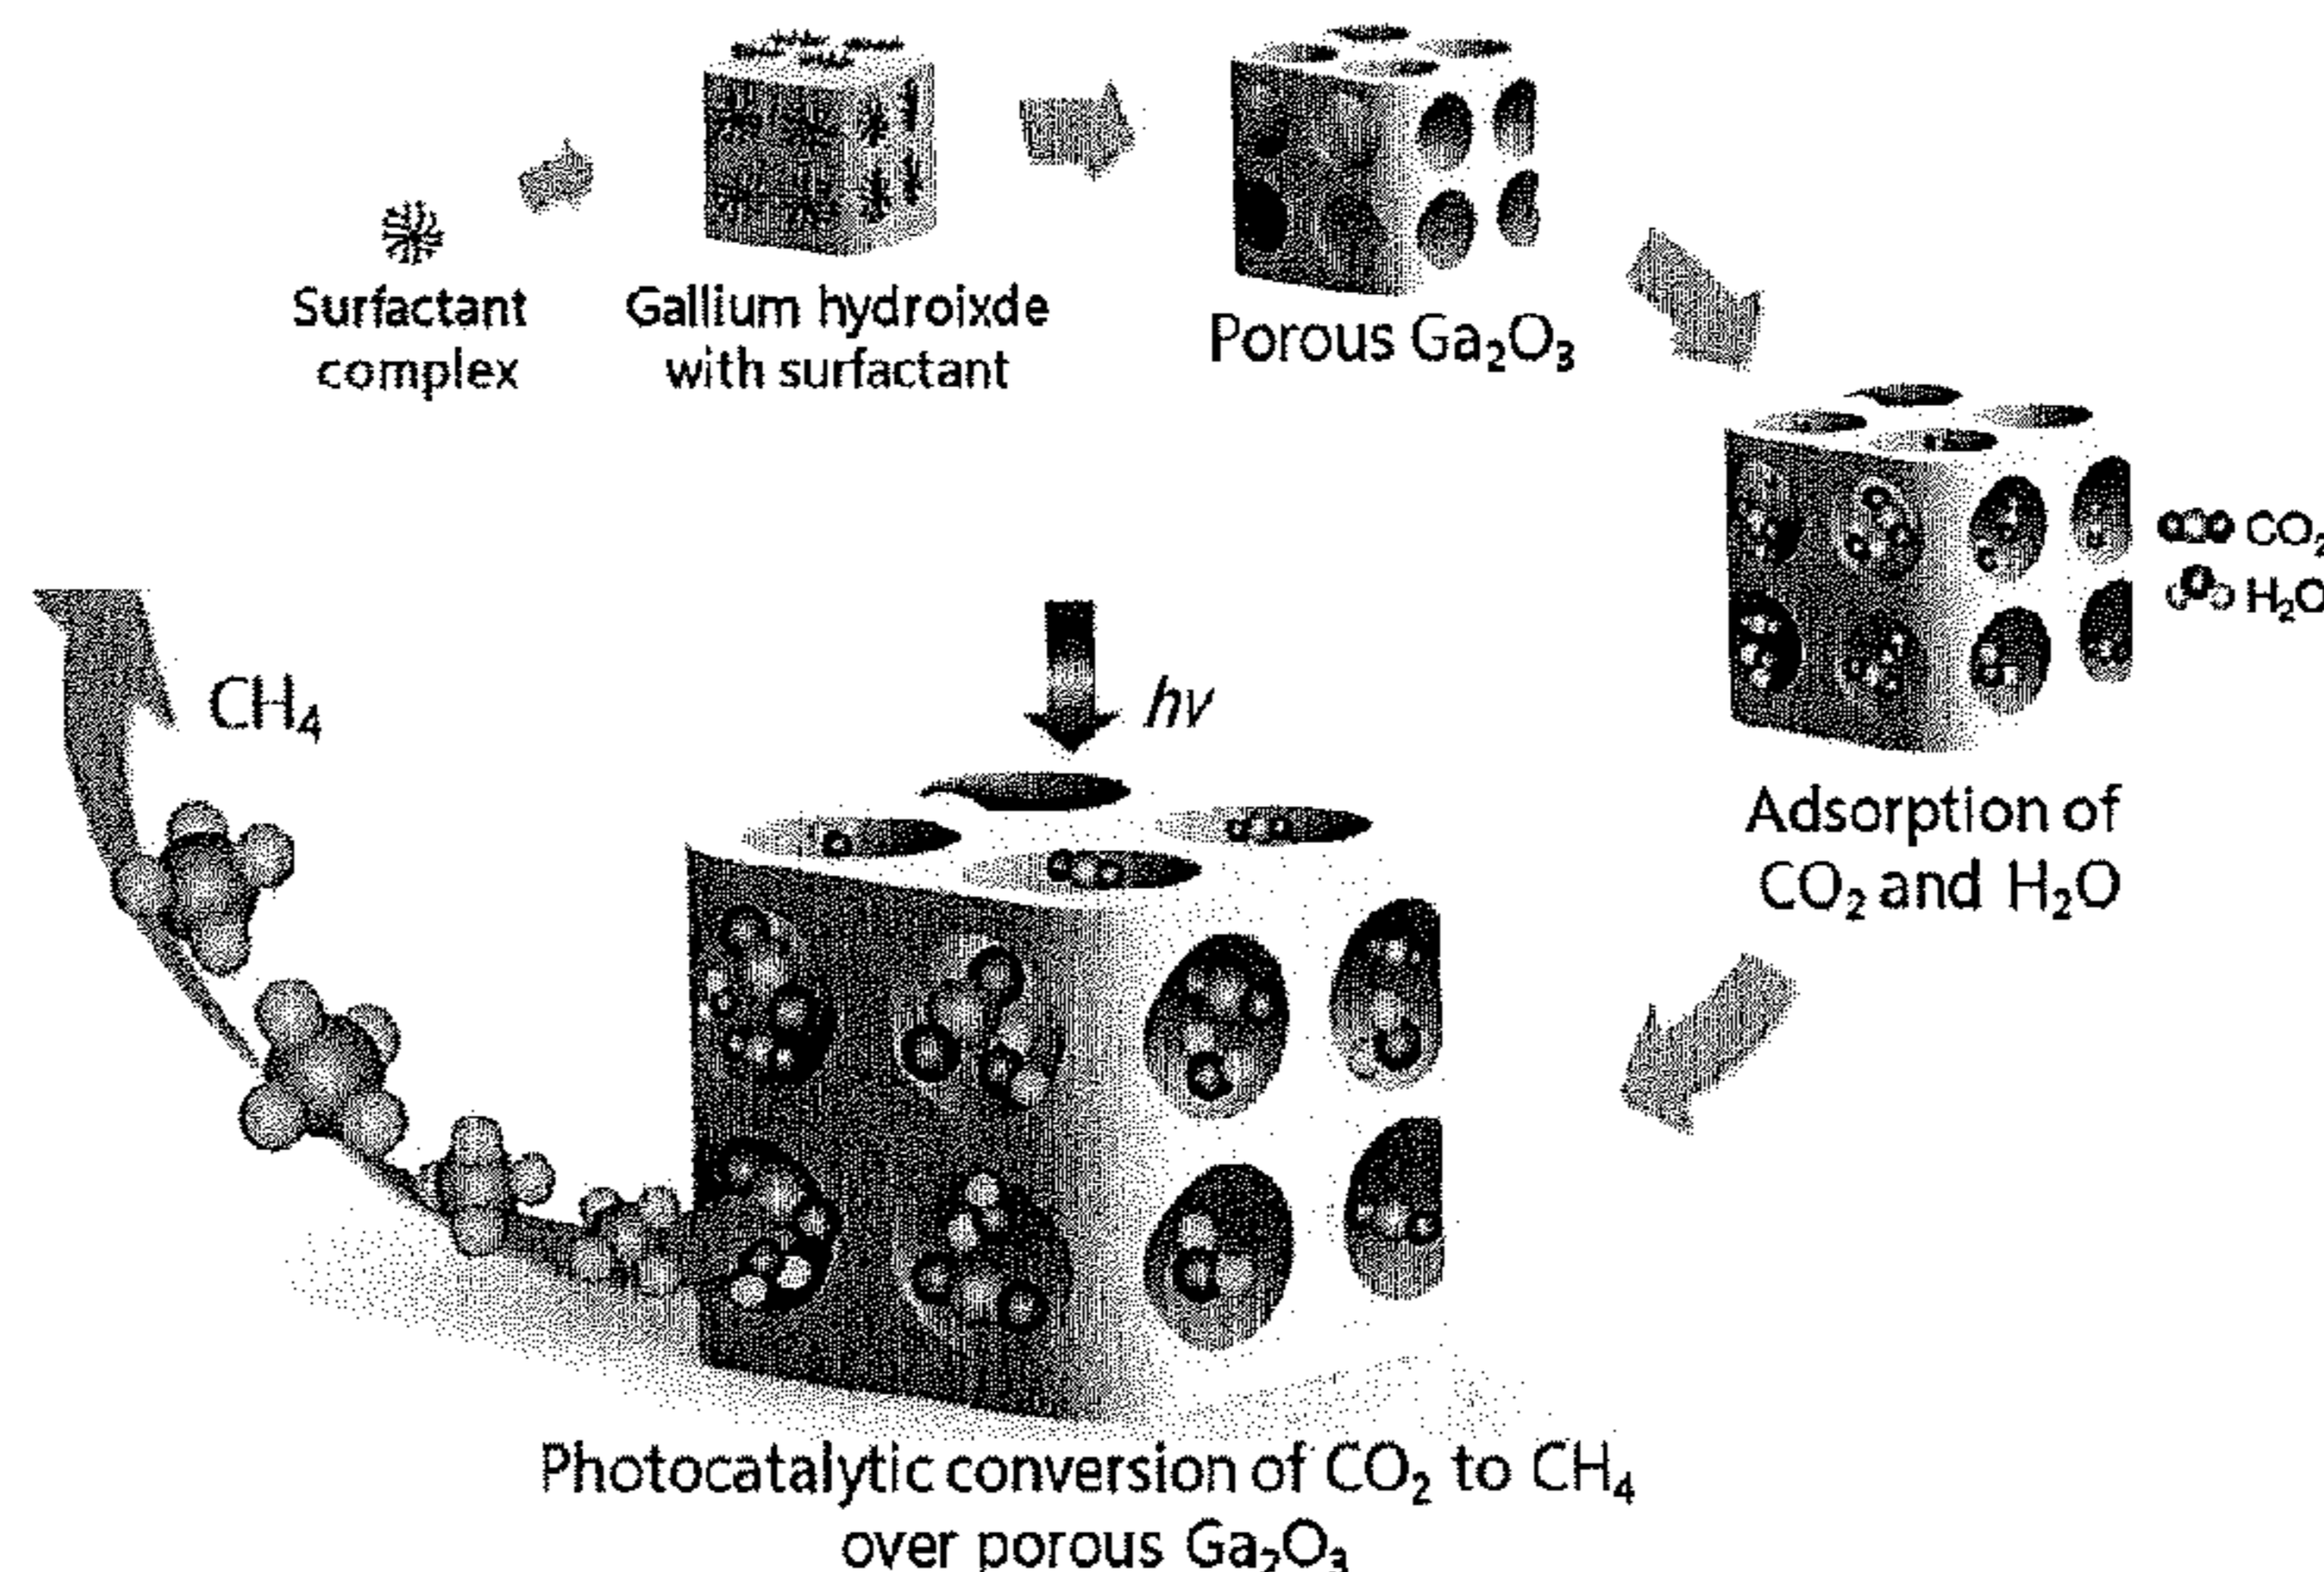 Surfactant
complex
Gallium hydroixde
with surfactant
Porous Ga₂O₃
CO₂
H₂O
Adsorption of
CO₂ and H₂O
hν
CH₄
Photocatalytic conversion of CO₂ to CH₄
over porous Ga₂O₃